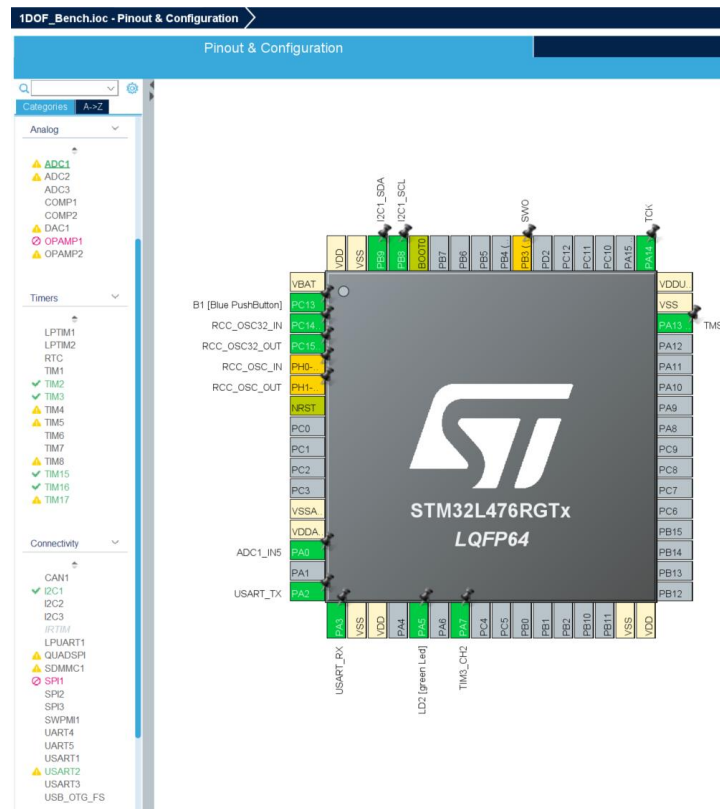 1DOF_Bench.ioc - Pinout & Configuration
Pinout & Configuration
Categories A->Z
Analog
ADC1
ADC2
ADC3
COMP1
COMP2
DAC1
OPAMP1
OPAMP2
Timers
LPTIM1
LPTIM2
RTC
TIM1
TIM2
TIM3
TIM4
TIM5
TIM6
TIM7
TIM8
TIM15
TIM16
TIM17
Connectivity
CAN1
I2C1
I2C2
I2C3
IRTIM
LPUART1
QUADSPI
SDMMC1
SPI1
SPI2
SPI3
SWPMI1
UART4
UART5
USART1
USART2
USART3
USB_OTG_FS
I2C1_SDA
I2C1_SCL
SWO
TCK
VDD
VSS
PB9
PB8
BOOT0
PB7
PB6
PB5
PB4 (..
PB3 (
PD2
PC12
PC11
PC10
PA15
PA14
VBAT
B1 [Blue PushButton] PC13
RCC_OSC32_IN PC14..
RCC_OSC32_OUT PC15..
RCC_OSC_IN PH0-..
RCC_OSC_OUT PH1-..
NRST
PC0
PC1
PC2
PC3
VSSA..
VDDA..
ADC1_IN5 PA0
PA1
USART_TX PA2
STM32L476RGTx
LQFP64
VDDU..
VSS
PA13 TMS
PA12
PA11
PA10
PA9
PA8
PC9
PC8
PC7
PC6
PB15
PB14
PB13
PB12
PA3
VSS
VDD
PA4
PA5
PA6
PA7
PC4
PC5
PB0
PB1
PB2
PB10
PB11
VSS
VDD
USART_RX
LD2 [green Led]
TIM3_CH2